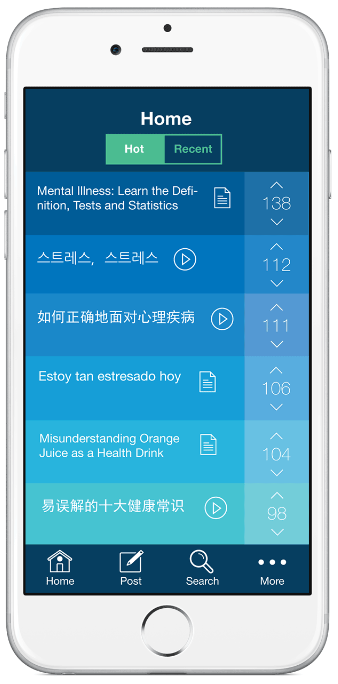 Home
Hot
Recent
Mental Illness: Learn the Defi-
nition, Tests and Statistics
138
스트레스, 스트레스
112
如何正确地面对心理疾病
111
Estoy tan estresado hoy
106
Misunderstanding Orange
Juice as a Health Drink
104
易误解的十大健康常识
98
Home
Post
Search
More